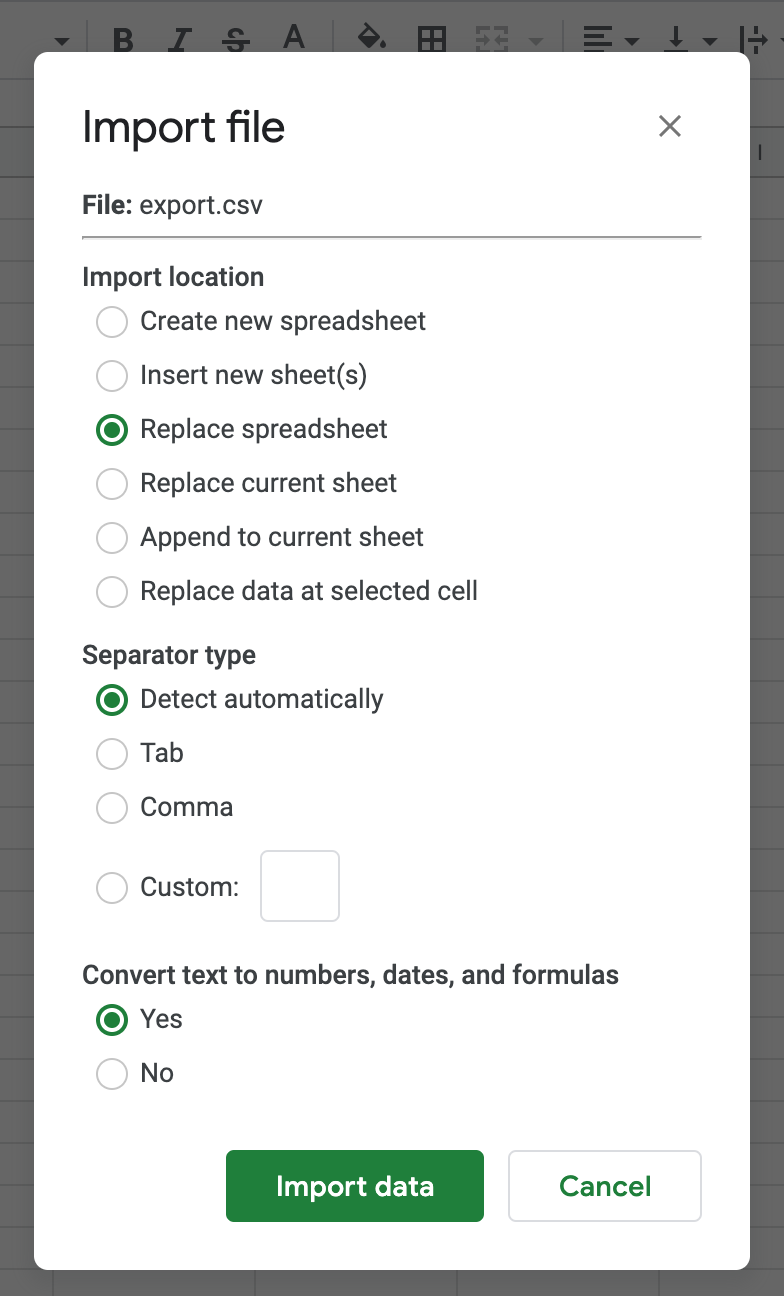 B I S A
Import file
File: export.csv
Import location
Create new spreadsheet
Insert new sheet(s)
Replace spreadsheet
Replace current sheet
Append to current sheet
Replace data at selected cell
Separator type
Detect automatically
Tab
Comma
Custom:
Convert text to numbers, dates, and formulas
Yes
No
Import data Cancel